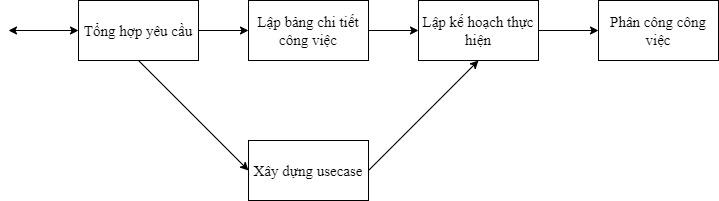 Tổng hợp yêu cầu
Lập bảng chi tiết
công việc
Lập kế hoạch thực
hiện
Phân công công
việc
Xây dựng usecase